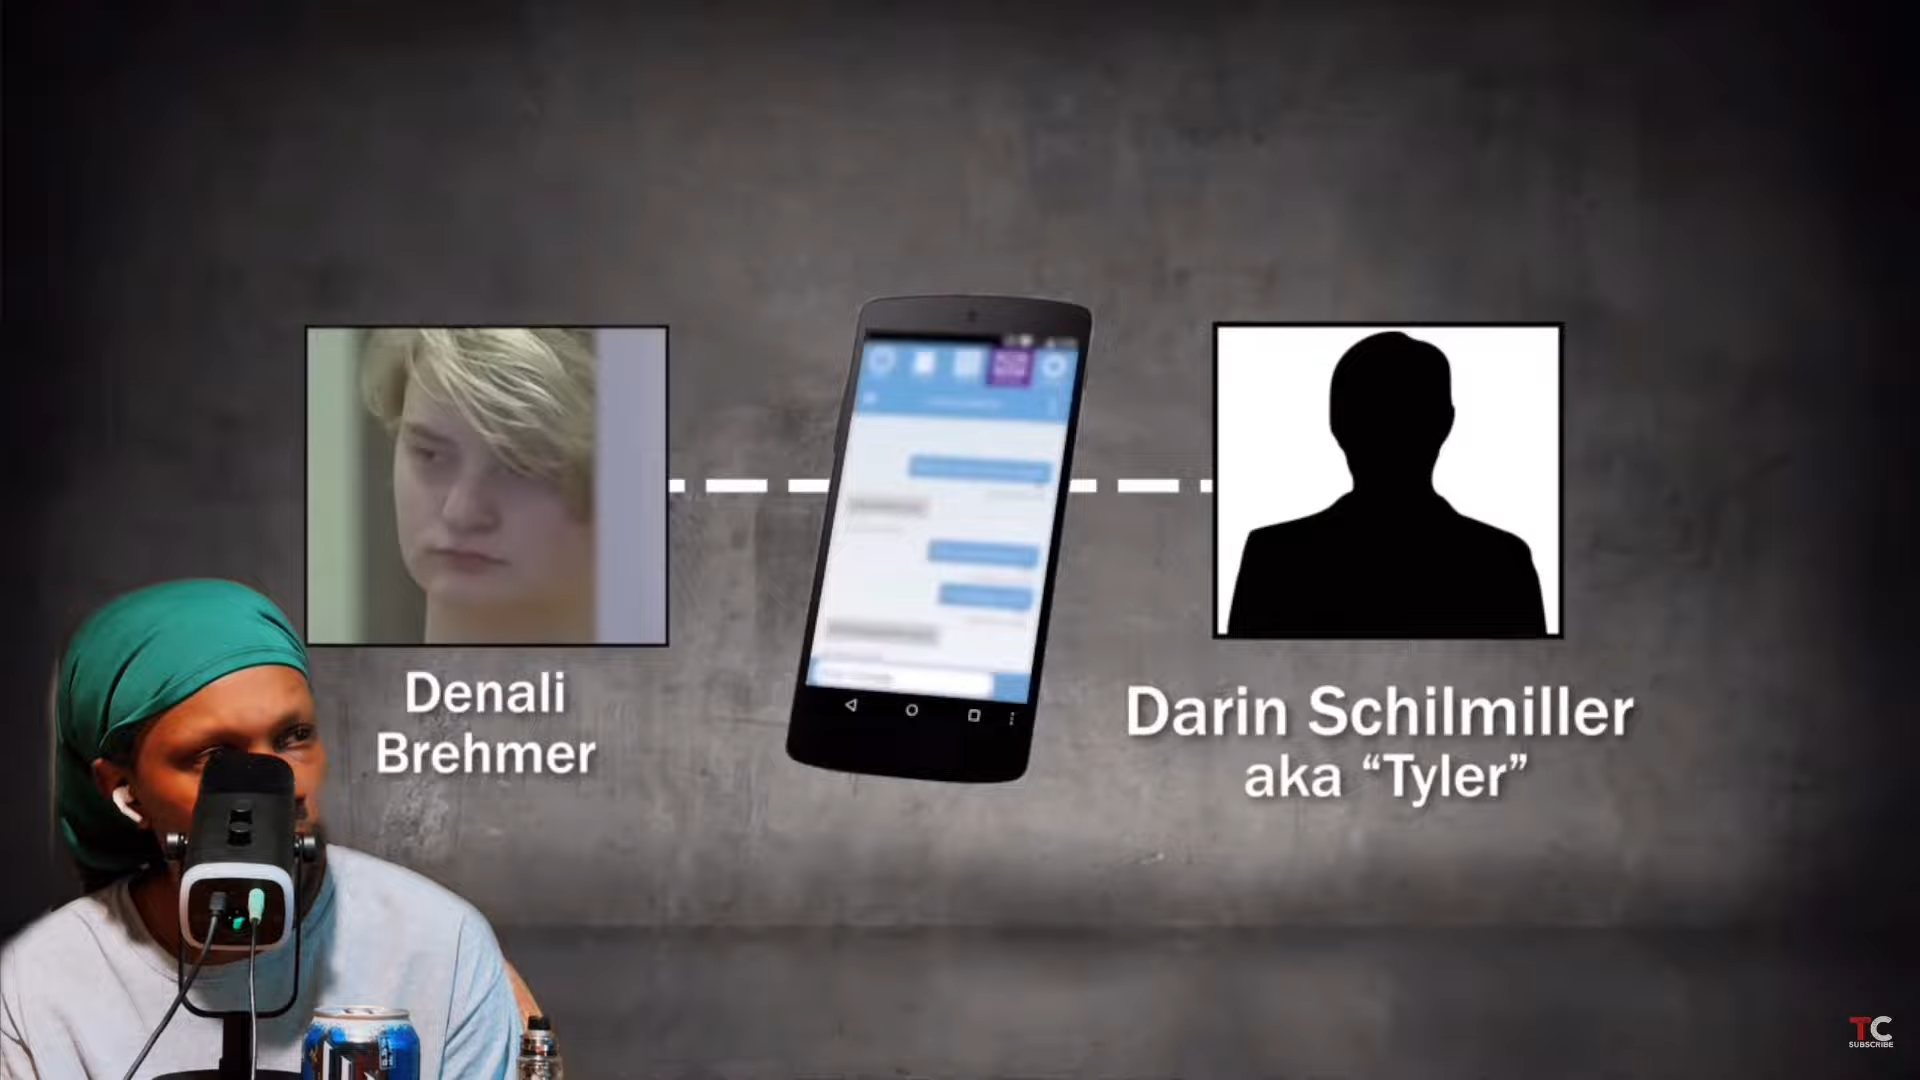 Denali
Brehmer
Darin Schilmiller
aka “Tyler”
TC
SUBSCRIBE